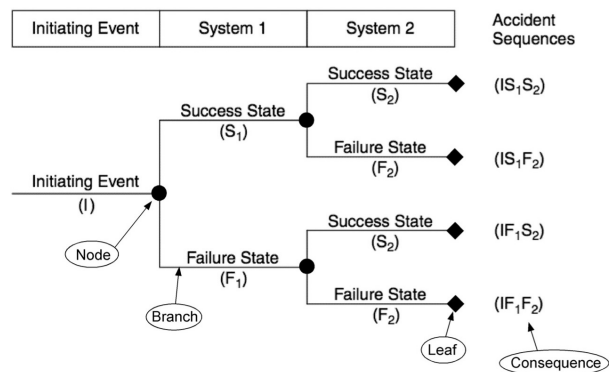 Initiating Event System 1 System 2 Accident
Sequences
Success State
(S2)
(IS1S2)
Success State
(S1)
Failure State
(F2)
(IS1F2)
Initiating Event
(I)
Node
Success State
(S2)
(IF1S2)
Failure State
(F1)
Branch
Failure State
(F2)
(IF1F2)
Leaf
Consequence